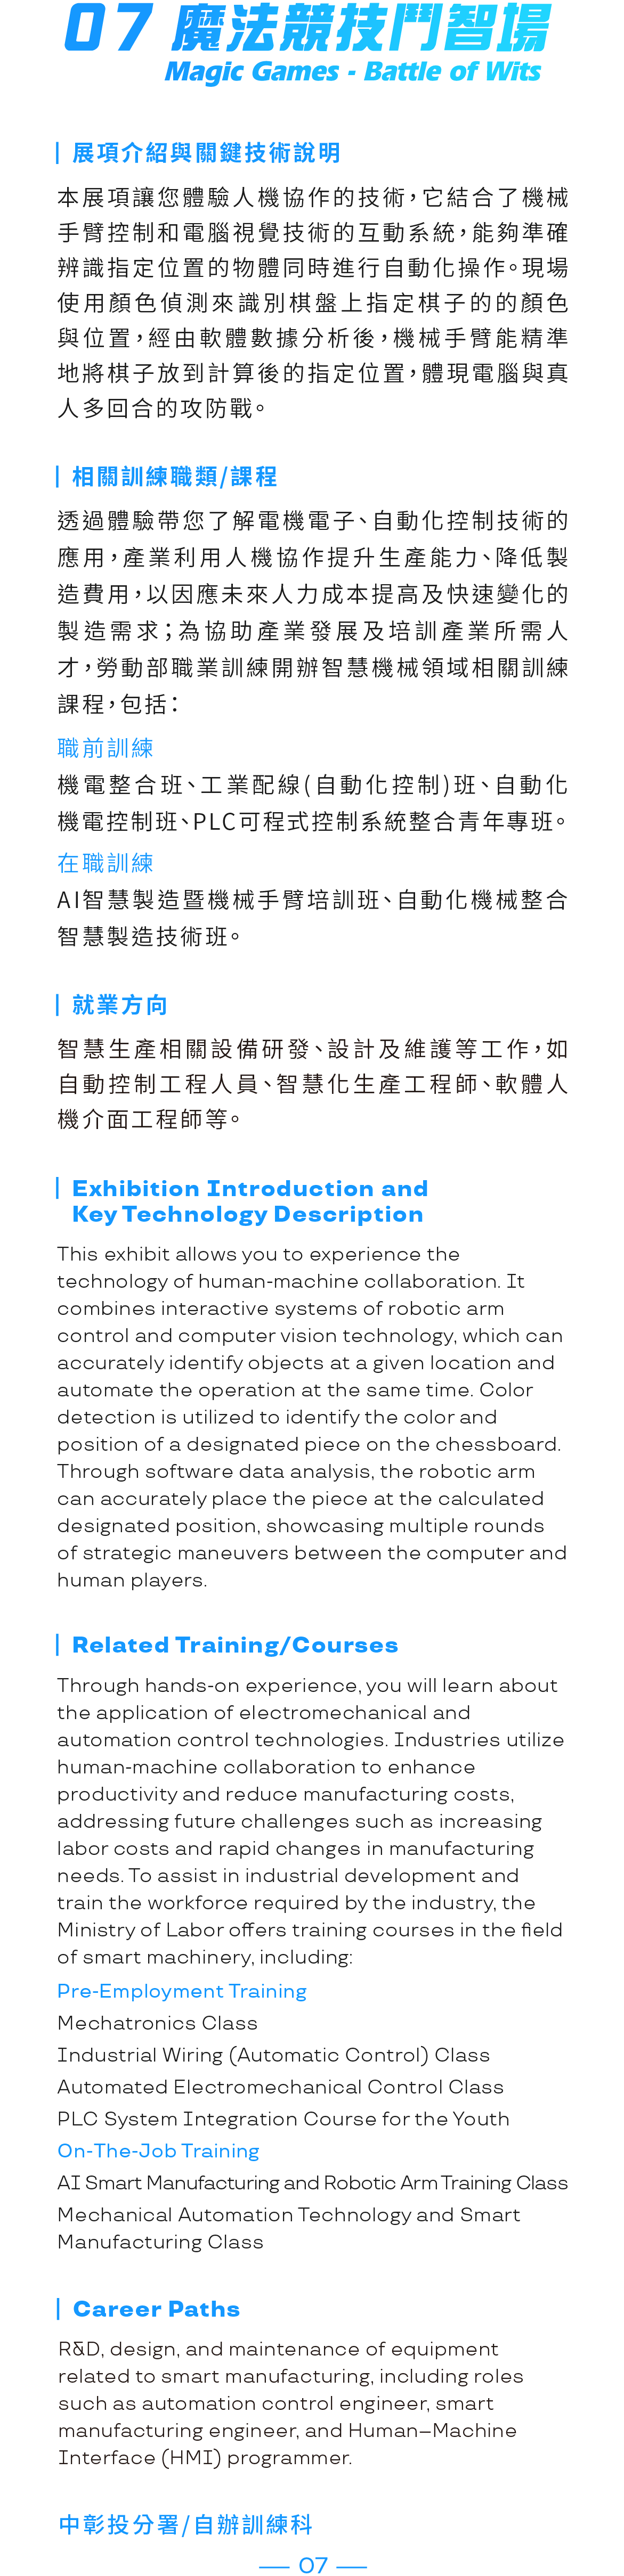 07 魔法競技鬥智場
Magic Games - Battle of Wits
展項介紹與關鍵技術說明
本展項讓您體驗人機協作的技術，它結合了機械
手臂控制和電腦視覺技術的互動系統，能夠準確
辨識指定位置的物體同時進行自動化操作。現場
使用顏色偵測來識別棋盤上指定棋子的的顏色
與位置，經由軟體數據分析後，機械手臂能精準
地將棋子放到計算後的指定位置，體現電腦與真
人多回合的攻防戰。
相關訓練職類/課程
透過體驗帶您了解電機電子、自動化控制技術的
應用，產業利用人機協作提升生產能力、降低製
造費用，以因應未來人力成本提高及快速變化的
製造需求；為協助產業發展及培訓產業所需人
才，勞動部職業訓練開辦智慧機械領域相關訓練
課程，包括：
職前訓練
機電整合班、工業配線(自動化控制)班、自動化
機電控制班、PLC可程式控制系統整合青年專班。
在職訓練
AI智慧製造暨機械手臂培訓班、自動化機械整合
智慧製造技術班。
就業方向
智慧生產相關設備研發、設計及維護等工作，如
自動控制工程人員、智慧化生產工程師、軟體人
機介面工程師等。
Exhibition Introduction and
Key Technology Description
This exhibit allows you to experience the
technology of human-machine collaboration. It
combines interactive systems of robotic arm
control and computer vision technology, which can
accurately identify objects at a given location and
automate the operation at the same time. Color
detection is utilized to identify the color and
position of a designated piece on the chessboard.
Through software data analysis, the robotic arm
can accurately place the piece at the calculated
designated position, showcasing multiple rounds
of strategic maneuvers between the computer and
human players.
Related Training/Courses
Through hands-on experience, you will learn about
the application of electromechanical and
automation control technologies. Industries utilize
human-machine collaboration to enhance
productivity and reduce manufacturing costs,
addressing future challenges such as increasing
labor costs and rapid changes in manufacturing
needs. To assist in industrial development and
train the workforce required by the industry, the
Ministry of Labor offers training courses in the field
of smart machinery, including:
Pre-Employment Training
Mechatronics Class
Industrial Wiring (Automatic Control) Class
Automated Electromechanical Control Class
PLC System Integration Course for the Youth
On-The-Job Training
AI Smart Manufacturing and Robotic Arm Training Class
Mechanical Automation Technology and Smart
Manufacturing Class
Career Paths
R&D, design, and maintenance of equipment
related to smart manufacturing, including roles
such as automation control engineer, smart
manufacturing engineer, and Human–Machine
Interface (HMI) programmer.
中彰投分署/自辦訓練科
— 07 —